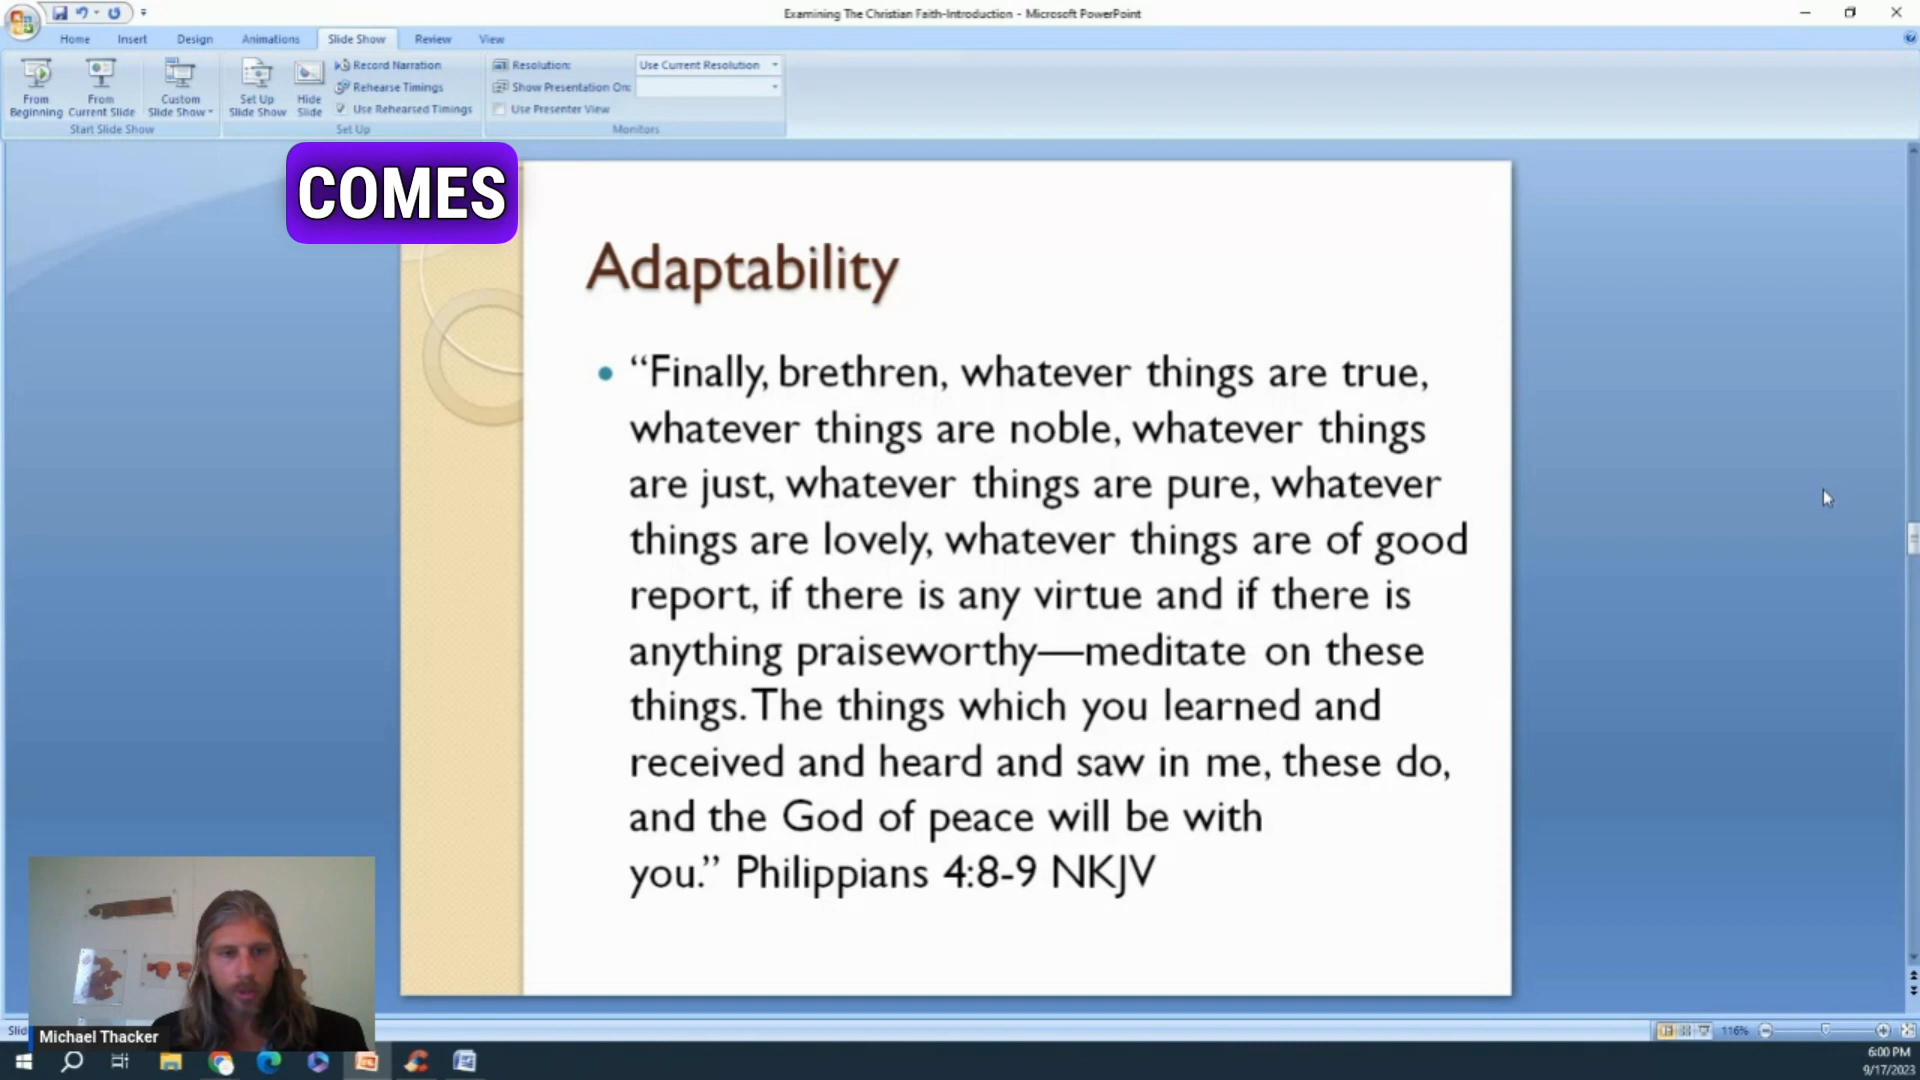 Examining The Christian Faith-Introduction - Microsoft PowerPoint
Home Insert Design Animations Slide Show Review View
From Beginning
From Current Slide
Custom Slide Show
Start Slide Show
Set Up Slide Show
Hide Slide
Record Narration
Rehearse Timings
Use Rehearsed Timings
Set Up
Resolution: Use Current Resolution
Show Presentation On:
Use Presenter View
Monitors
COMES
Adaptability
• “Finally, brethren, whatever things are true,
whatever things are noble, whatever things
are just, whatever things are pure, whatever
things are lovely, whatever things are of good
report, if there is any virtue and if there is
anything praiseworthy—meditate on these
things. The things which you learned and
received and heard and saw in me, these do,
and the God of peace will be with
you.” Philippians 4:8-9 NKJV
Michael Thacker
116%
6:00 PM
9/17/2023